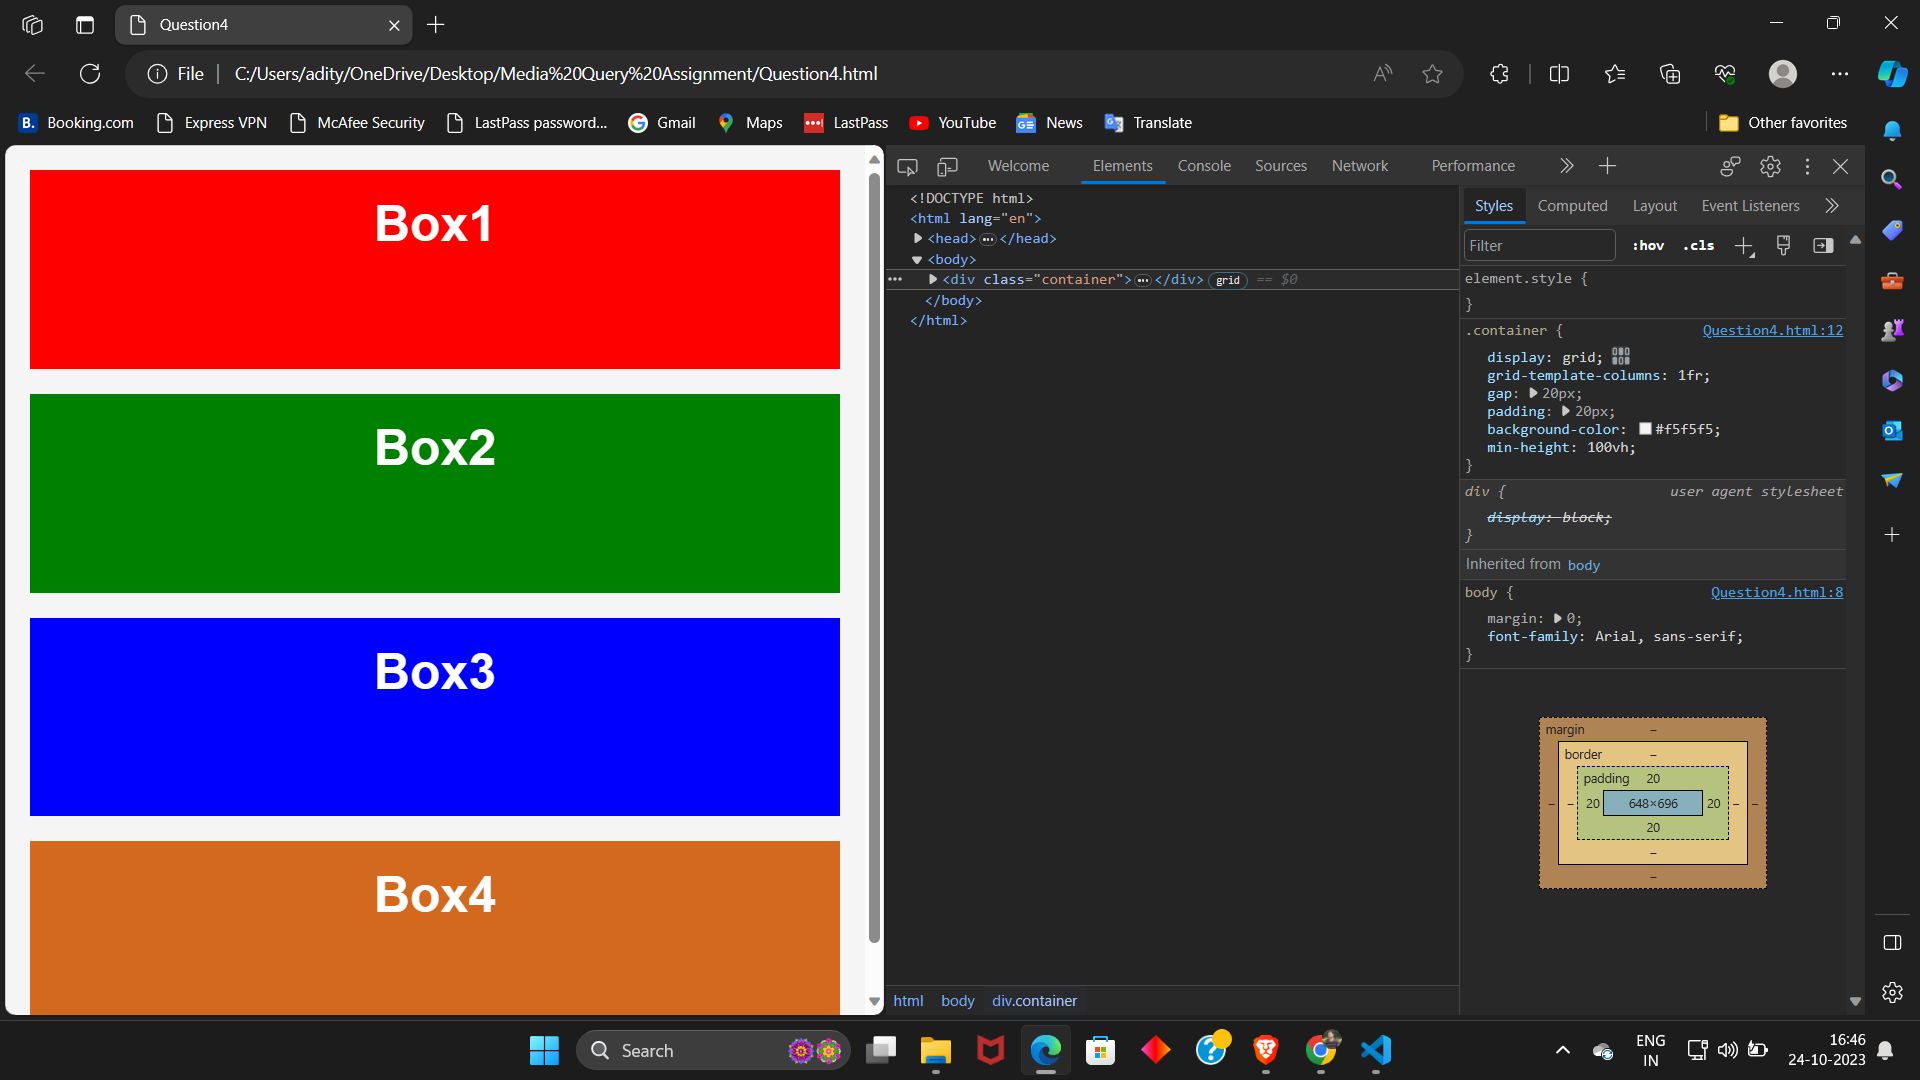 Question4
File
C:/Users/adity/OneDrive/Desktop/Media%20Query%20Assignment/Question4.html
B. Booking.com Express VPN McAfee Security LastPass password... Gmail Maps LastPass YouTube News Translate Other favorites
Box1
Box2
Box3
Box4
Welcome Elements Console Sources Network Performance
<!DOCTYPE html>
<html lang="en">
<head>…</head>
<body>
<div class="container">…</div> grid == $0
</body>
</html>
html body div.container
Styles Computed Layout Event Listeners
Filter :hov .cls
element.style {
}
.container { Question4.html:12
display: grid;
grid-template-columns: 1fr;
gap: 20px;
padding: 20px;
background-color: #f5f5f5;
min-height: 100vh;
}
div { user agent stylesheet
display: block;
}
Inherited from body
body { Question4.html:8
margin: 0;
font-family: Arial, sans-serif;
}
margin –
border –
padding 20
– – 20 648×696 20 – –
20
–
–
Search
ENG
IN
16:46
24-10-2023